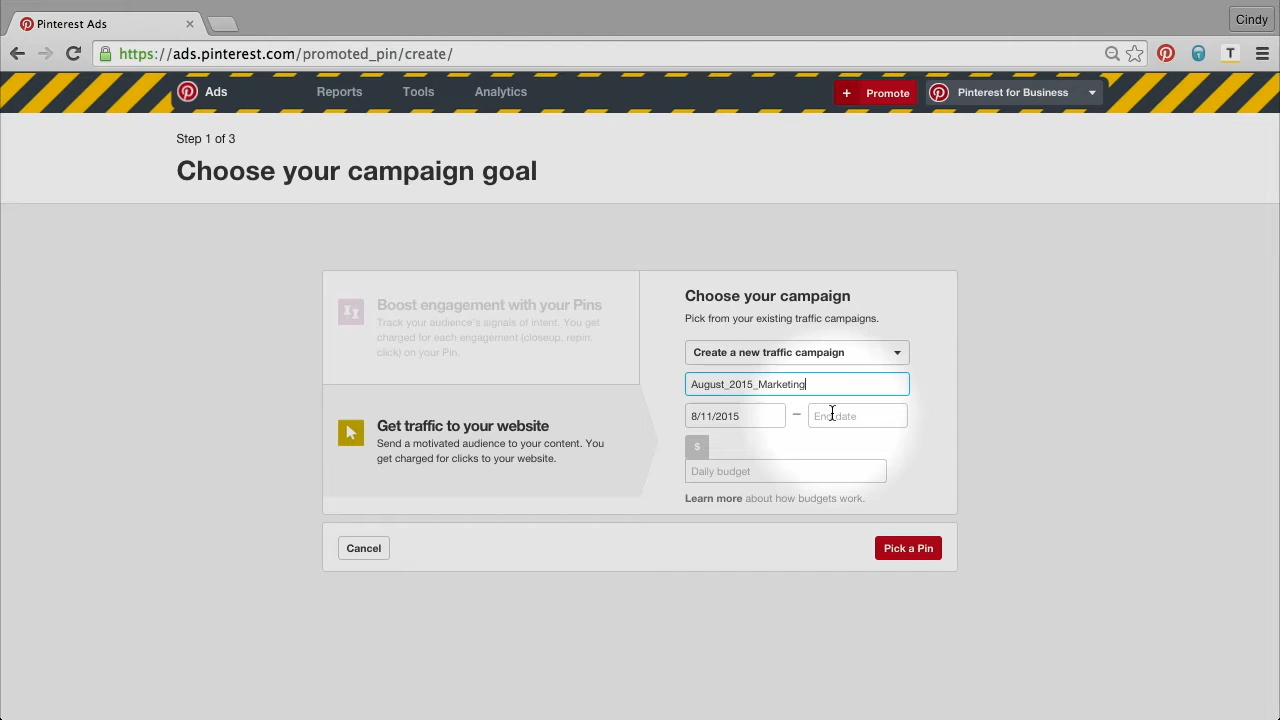 Pinterest Ads
Cindy
https://ads.pinterest.com/promoted_pin/create/
T
Ads
Reports
Tools
Analytics
+ Promote
Pinterest for Business
Step 1 of 3
Choose your campaign goal
Boost engagement with your Pins
Track your audience's signals of intent. You get
charged for each engagement (closeup, repin,
click) on your Pin.
Get traffic to your website
Send a motivated audience to your content. You
get charged for clicks to your website.
Choose your campaign
Pick from your existing traffic campaigns.
Create a new traffic campaign
August_2015_Marketing
8/11/2015 – End date
$
Daily budget
Learn more about how budgets work.
Cancel
Pick a Pin